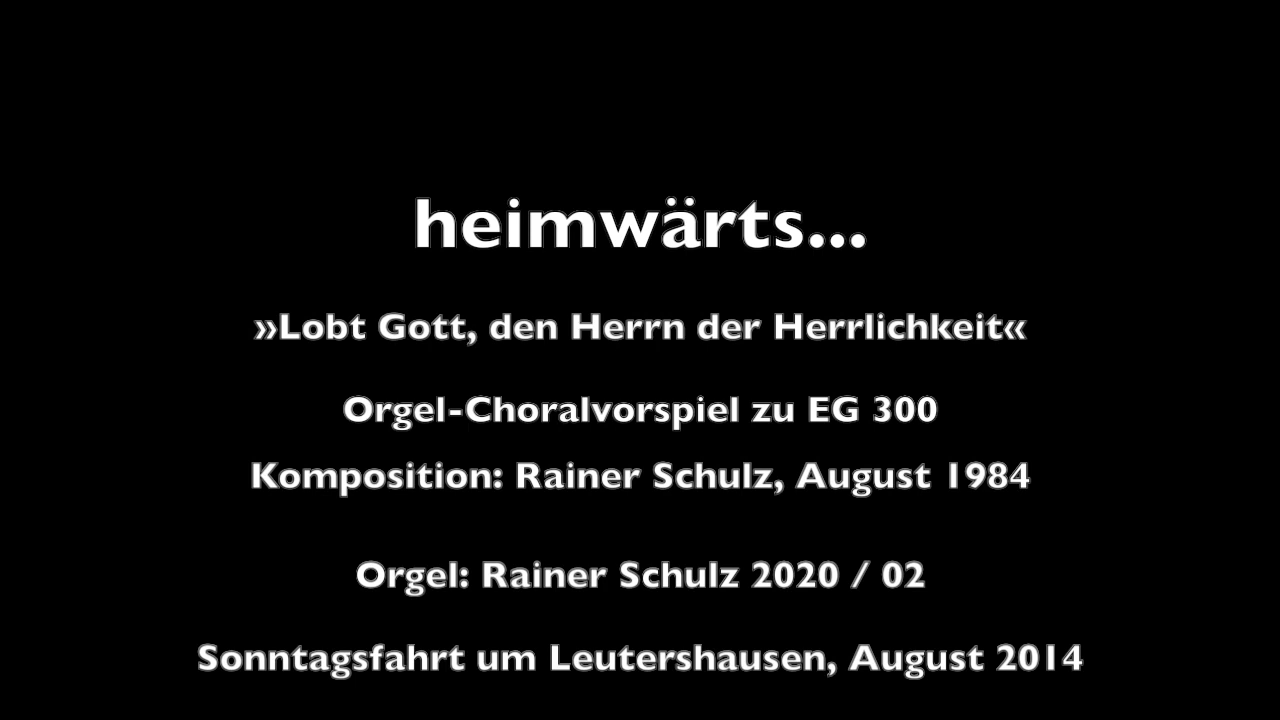 heimwärts...
»Lobt Gott, den Herrn der Herrlichkeit«
Orgel-Choralvorspiel zu EG 300
Komposition: Rainer Schulz, August 1984
Orgel: Rainer Schulz 2020 / 02
Sonntagsfahrt um Leutershausen, August 2014